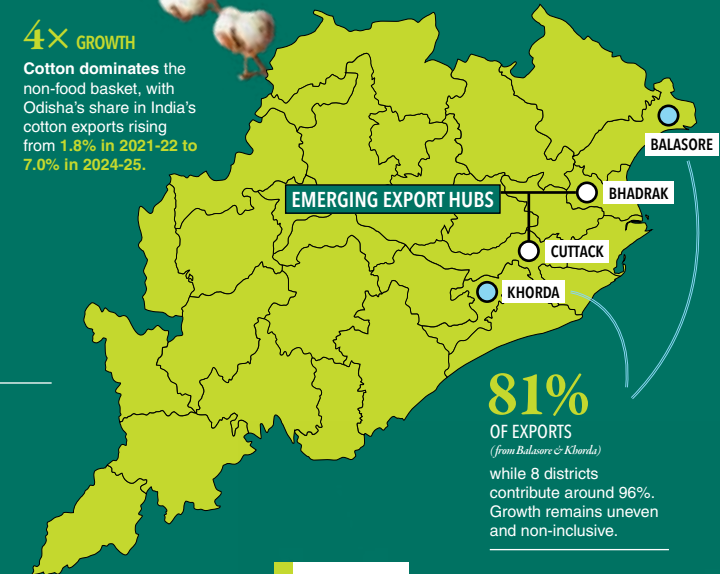 4× GROWTH
Cotton dominates the
non-food basket, with
Odisha's share in India's
cotton exports rising
from 1.8% in 2021-22 to
7.0% in 2024-25.
BALASORE
EMERGING EXPORT HUBS
BHADRAK
CUTTACK
KHORDA
81%
OF EXPORTS
(from Balasore & Khorda)
while 8 districts
contribute around 96%.
Growth remains uneven
and non-inclusive.